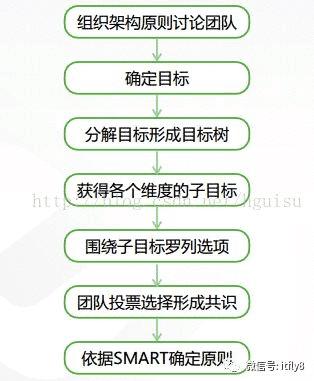 组织架构原则讨论团队
确定目标
分解目标形成目标树
获得各个维度的子目标
http://blog.csdn.net/hguisu
围绕子目标罗列选项
团队投票选择形成共识
依据SMART确定原则
微信号: itfly8